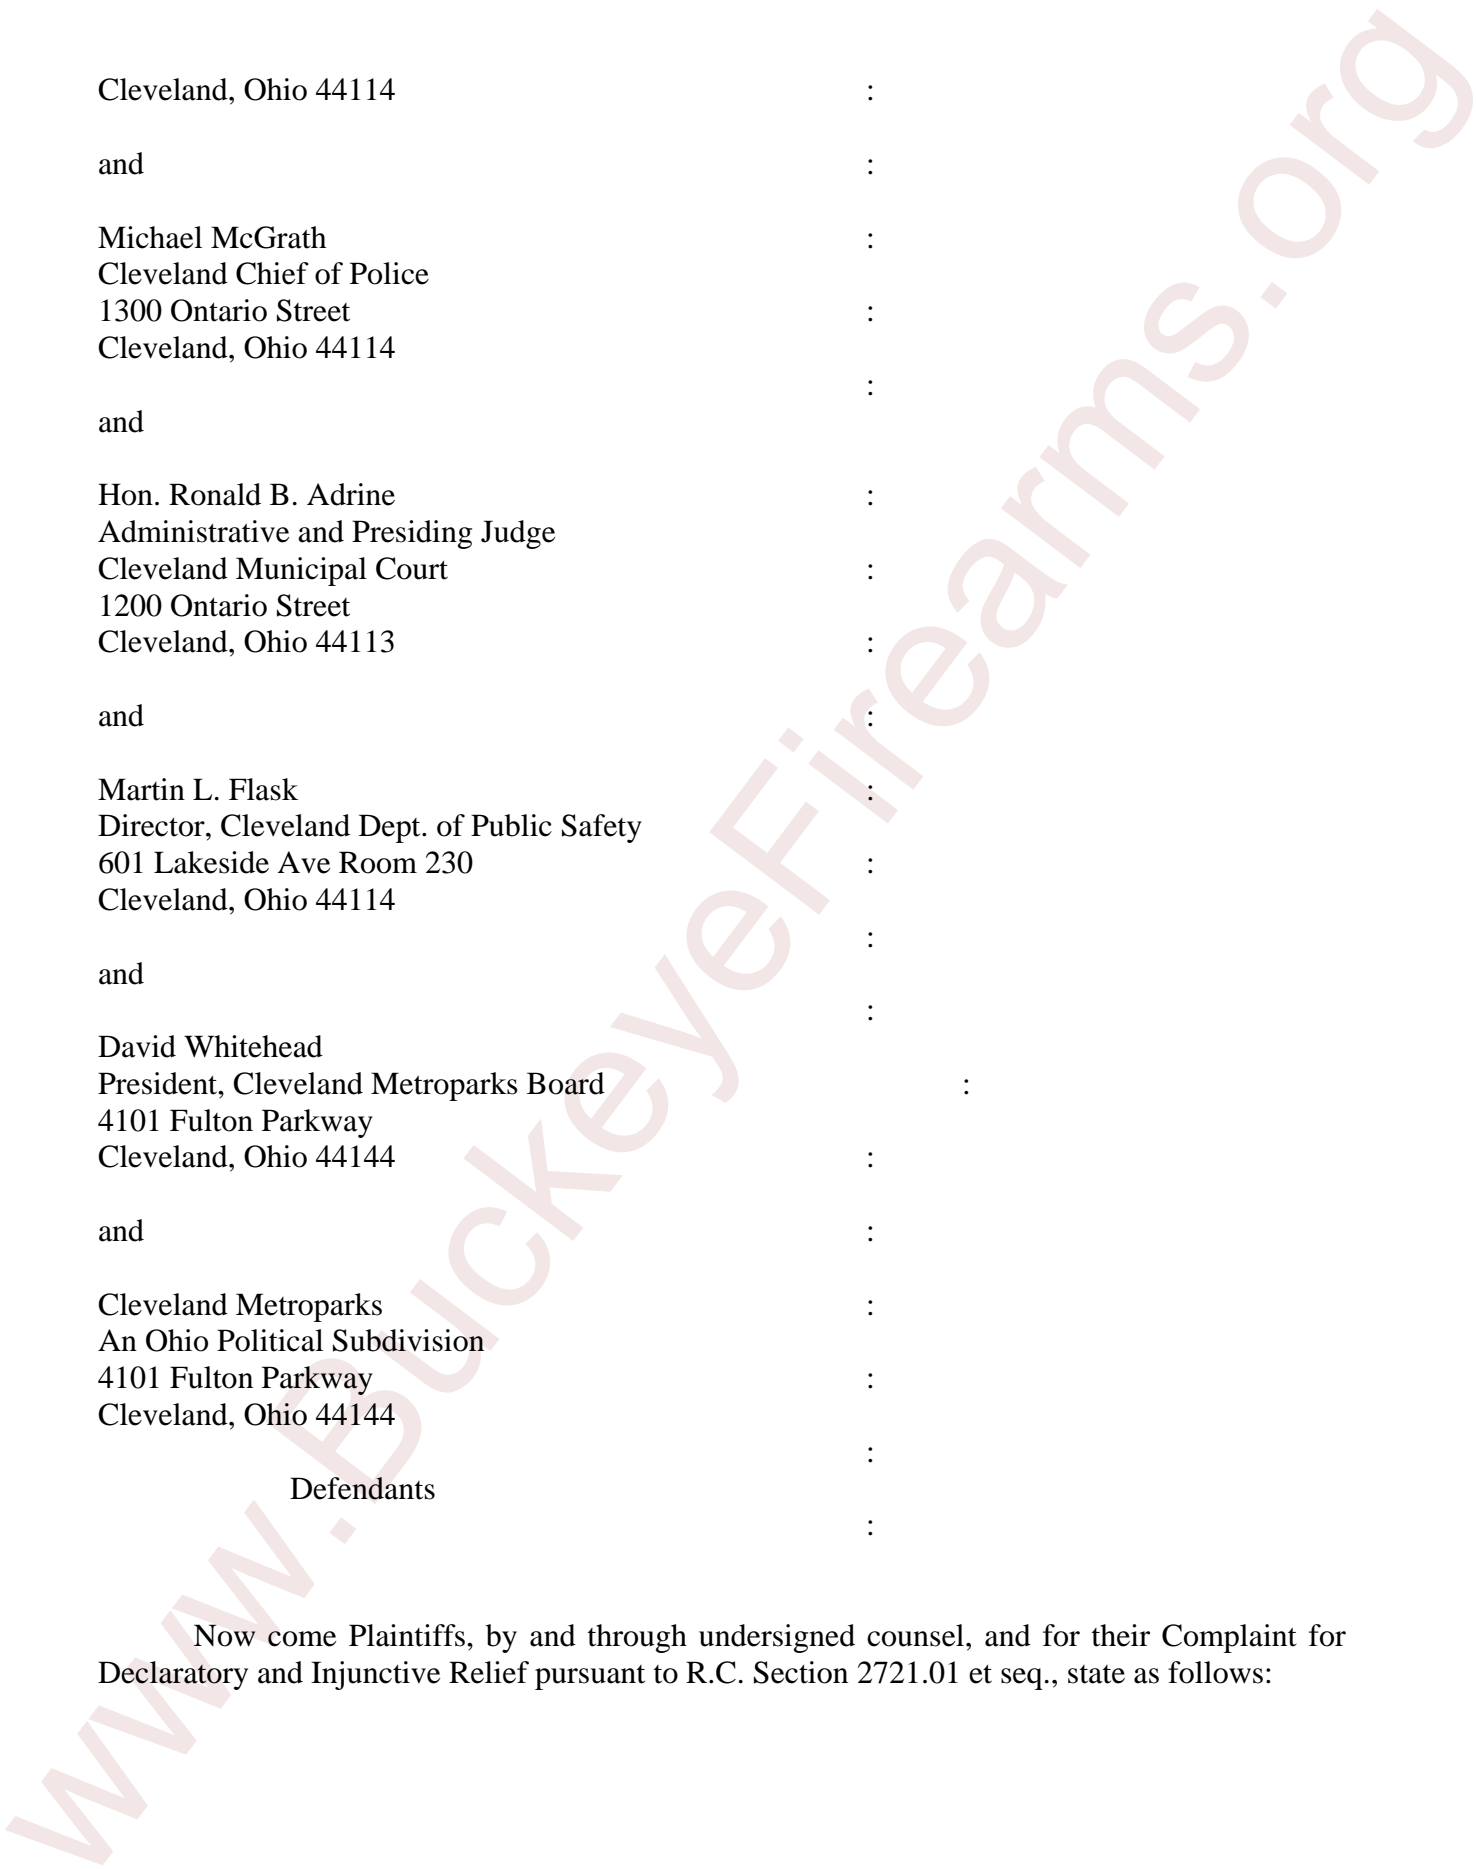 Cleveland, Ohio 44114 :
and :
Michael McGrath :
Cleveland Chief of Police
1300 Ontario Street :
Cleveland, Ohio 44114
:
and
Hon. Ronald B. Adrine :
Administrative and Presiding Judge
Cleveland Municipal Court :
1200 Ontario Street
Cleveland, Ohio 44113 :
and :
Martin L. Flask :
Director, Cleveland Dept. of Public Safety
601 Lakeside Ave Room 230 :
Cleveland, Ohio 44114
:
and
:
David Whitehead
President, Cleveland Metroparks Board :
4101 Fulton Parkway
Cleveland, Ohio 44144 :
and :
Cleveland Metroparks :
An Ohio Political Subdivision
4101 Fulton Parkway :
Cleveland, Ohio 44144
:
Defendants
:
Now come Plaintiffs, by and through undersigned counsel, and for their Complaint for
Declaratory and Injunctive Relief pursuant to R.C. Section 2721.01 et seq., state as follows:
www.BuckeyeFirearms.org